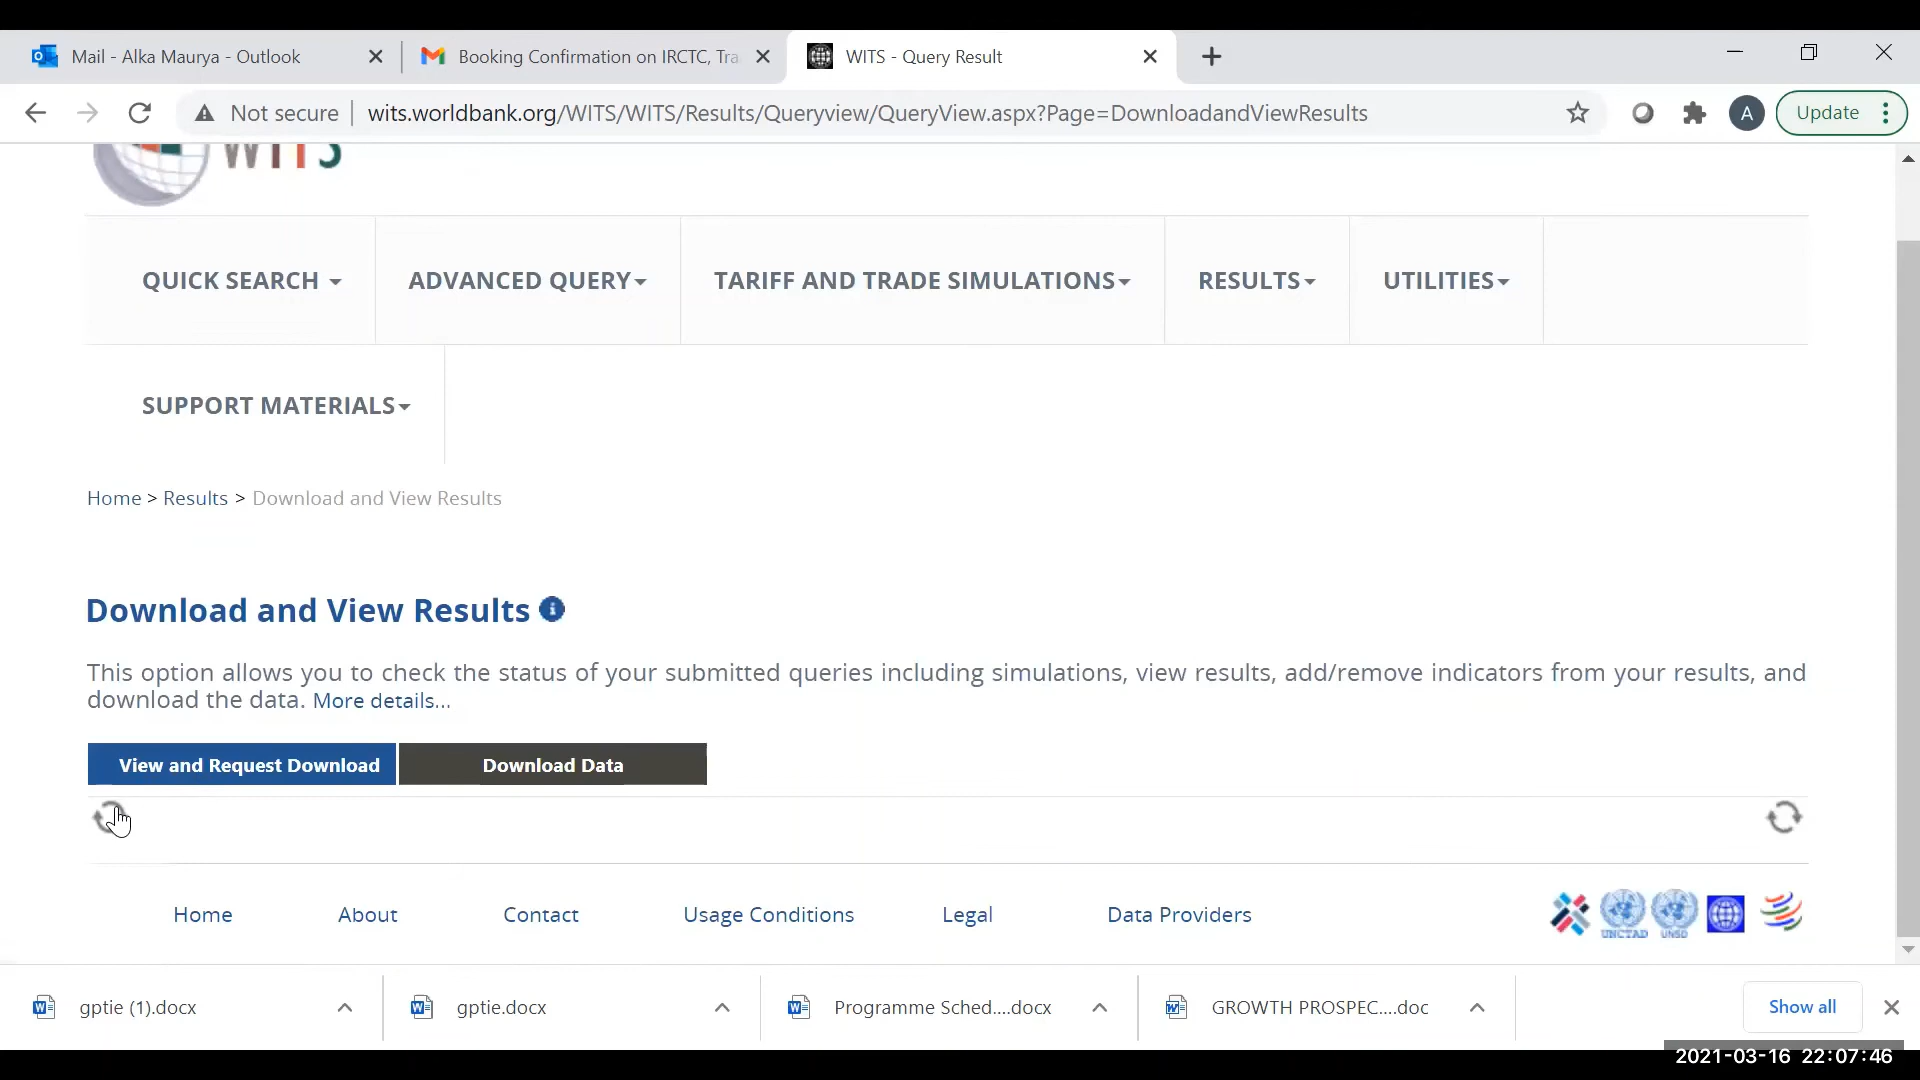 Mail - Alka Maurya - Outlook
Booking Confirmation on IRCTC, Tra
WITS - Query Result
Not secure
wits.worldbank.org/WITS/WITS/Results/Queryview/QueryView.aspx?Page=DownloadandViewResults
A
Update
WITS
QUICK SEARCH
ADVANCED QUERY
TARIFF AND TRADE SIMULATIONS
RESULTS
UTILITIES
SUPPORT MATERIALS
Home > Results > Download and View Results
Download and View Results
This option allows you to check the status of your submitted queries including simulations, view results, add/remove indicators from your results, and
download the data. More details...
View and Request Download
Download Data
Home
About
Contact
Usage Conditions
Legal
Data Providers
UNCTAD
UNSD
gptie (1).docx
gptie.docx
Programme Sched....docx
GROWTH PROSPEC....doc
Show all
2021-03-16 22:07:46